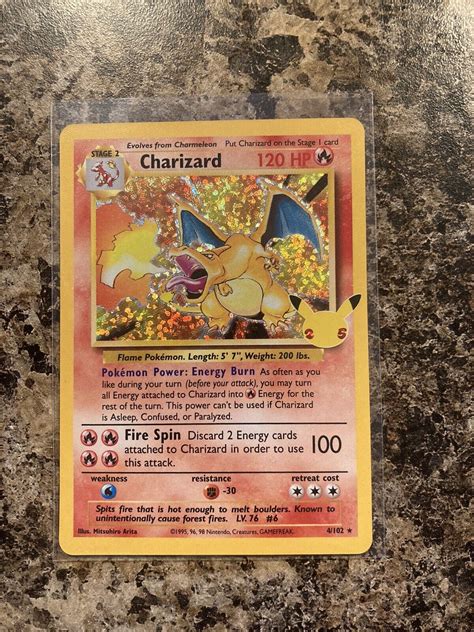 Evolves from Charmeleon Put Charizard on the Stage 1 card
STAGE 2
Charizard 120 HP
25
Flame Pokémon. Length: 5' 7", Weight: 200 lbs.
Pokémon Power: Energy Burn As often as you
like during your turn (before your attack), you may turn
all Energy attached to Charizard into Energy for the
rest of the turn. This power can't be used if Charizard
is Asleep, Confused, or Paralyzed.
Fire Spin Discard 2 Energy cards
attached to Charizard in order to use
this attack.
100
weakness resistance retreat cost
-30
Spits fire that is hot enough to melt boulders. Known to
unintentionally cause forest fires. LV. 76 #6
Illus. Mitsuhiro Arita ©1995, 96, 98 Nintendo, Creatures, GAMEFREAK. 4/102 ★